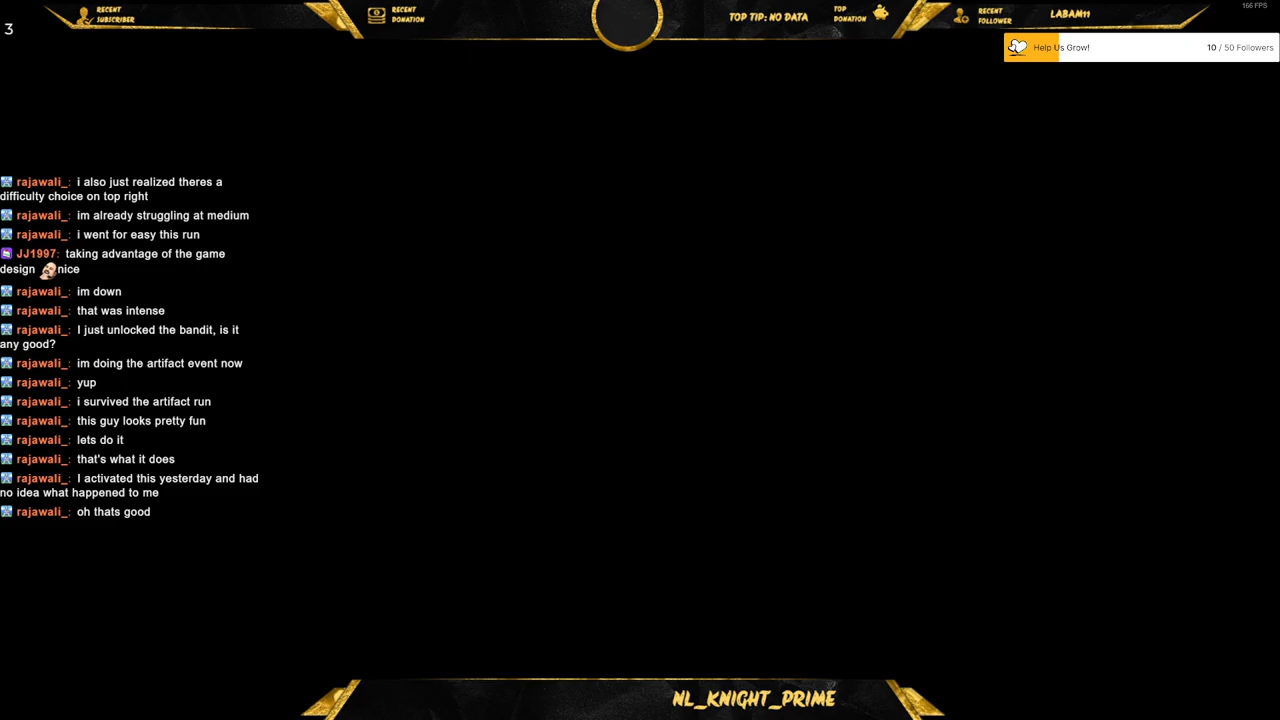 RECENT SUBSCRIBER
RECENT DONATION
TOP TIP: NO DATA
TOP DONATION
RECENT FOLLOWER
LABAM11
166 FPS
3
Help Us Grow!
10 / 50 Followers
rajawali_: i also just realized theres a
difficulty choice on top right
rajawali_: im already struggling at medium
rajawali_: i went for easy this run
JJ1997: taking advantage of the game
design nice
rajawali_: im down
rajawali_: that was intense
rajawali_: I just unlocked the bandit, is it
any good?
rajawali_: im doing the artifact event now
rajawali_: yup
rajawali_: i survived the artifact run
rajawali_: this guy looks pretty fun
rajawali_: lets do it
rajawali_: that's what it does
rajawali_: I activated this yesterday and had
no idea what happened to me
rajawali_: oh thats good
NL_KNIGHT_PRIME